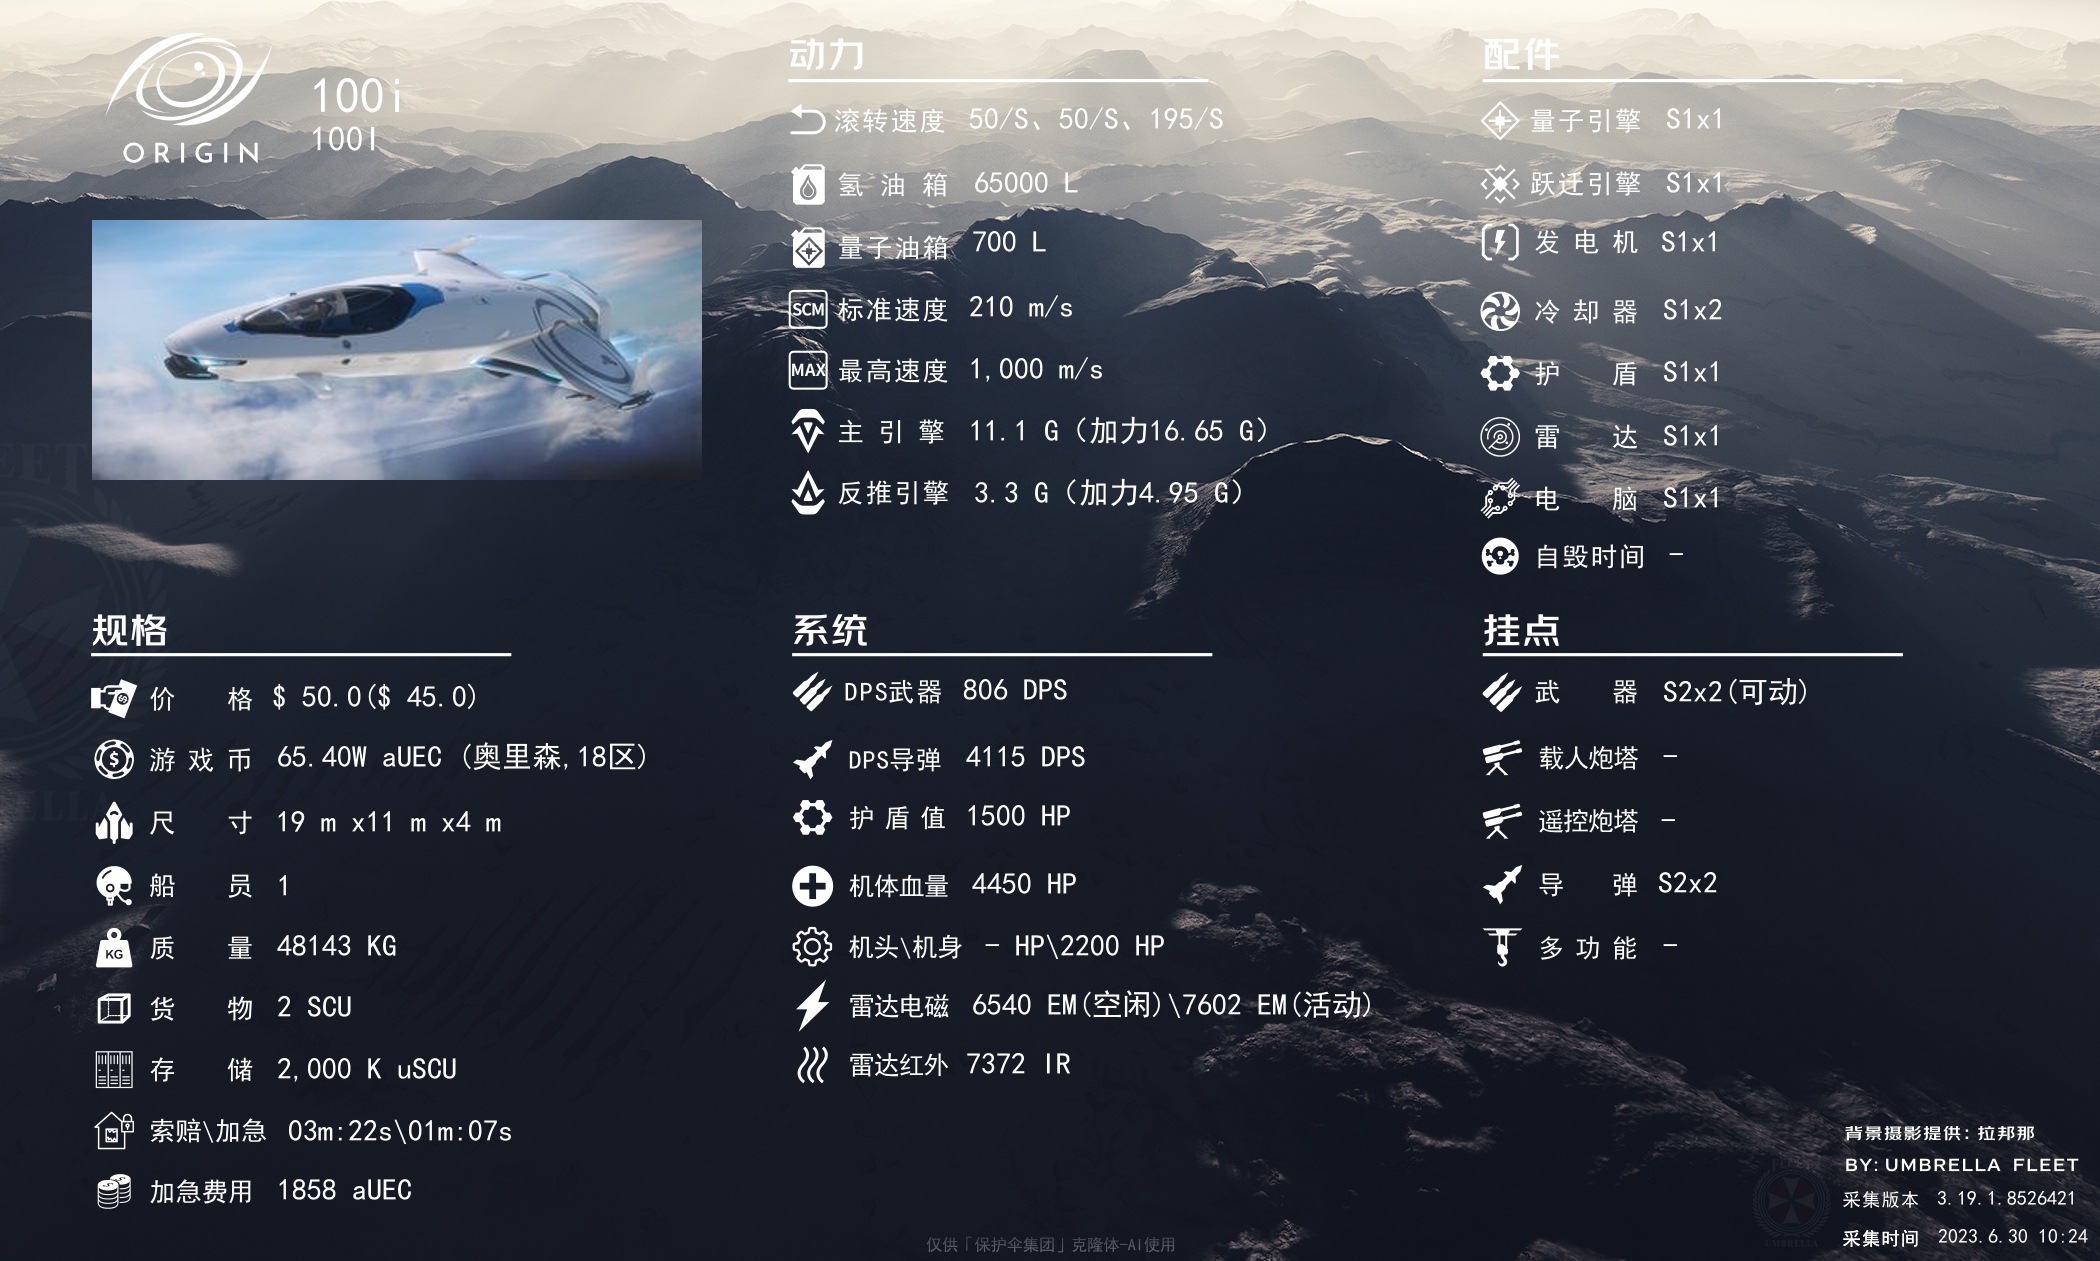 ORIGIN
100i
100I
动力
滚转速度 50/S、50/S、195/S
氢油箱 65000 L
量子油箱 700 L
SCM 标准速度 210 m/s
MAX 最高速度 1,000 m/s
主引擎 11.1 G（加力16.65 G）
反推引擎 3.3 G（加力4.95 G）
配件
量子引擎 S1x1
跃迁引擎 S1x1
发电机 S1x1
冷却器 S1x2
护盾 S1x1
雷达 S1x1
电脑 S1x1
自毁时间 -
规格
价格 $ 50.0($ 45.0)
游戏币 65.40W aUEC (奥里森,18区)
尺寸 19 m x11 m x4 m
船员 1
KG 质量 48143 KG
货物 2 SCU
存储 2,000 K uSCU
索赔\加急 03m:22s\01m:07s
加急费用 1858 aUEC
系统
DPS武器 806 DPS
DPS导弹 4115 DPS
护盾值 1500 HP
机体血量 4450 HP
机头\机身 - HP\2200 HP
雷达电磁 6540 EM(空闲)\7602 EM(活动)
雷达红外 7372 IR
挂点
武器 S2x2(可动)
载人炮塔 -
遥控炮塔 -
导弹 S2x2
多功能 -
背景摄影提供: 拉邦那
BY: UMBRELLA FLEET
采集版本 3.19.1.8526421
采集时间 2023.6.30 10:24
仅供「保护伞集团」克隆体-AI使用